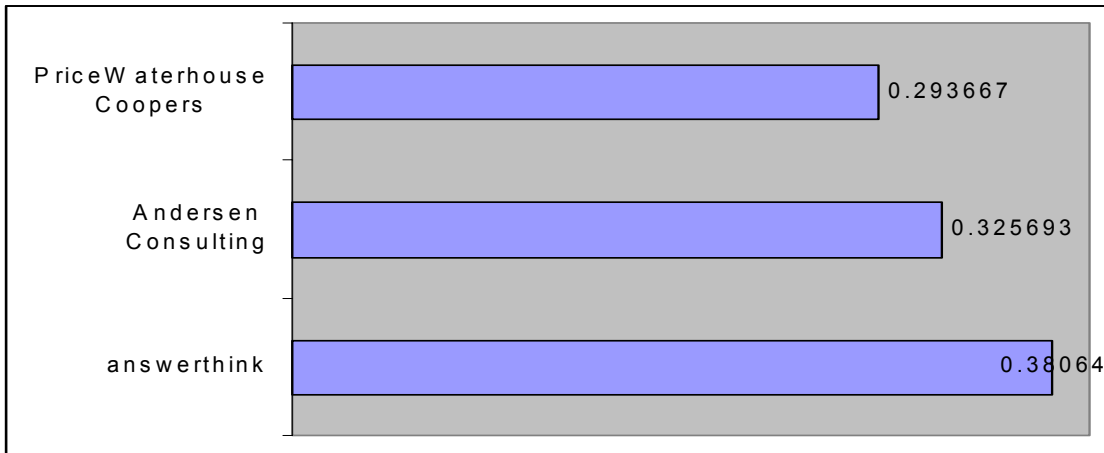 PriceWaterhouse
Coopers
0.293667
Andersen
Consulting
0.325693
answerthink
0.38064